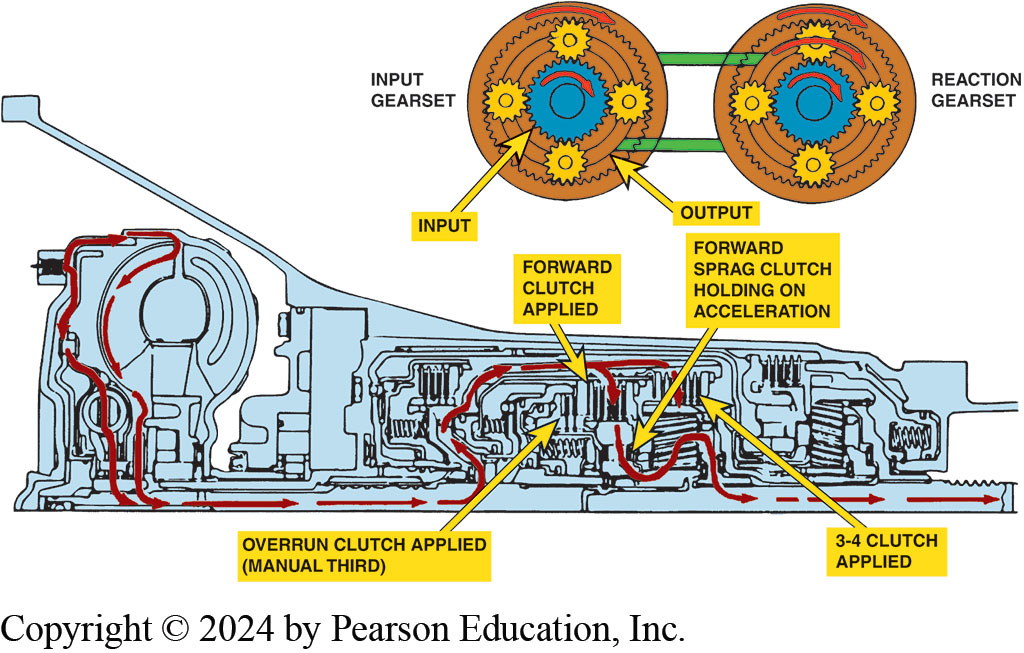 INPUT
GEARSET
REACTION
GEARSET
INPUT
OUTPUT
FORWARD
CLUTCH
APPLIED
FORWARD
SPRAG CLUTCH
HOLDING ON
ACCELERATION
OVERRUN CLUTCH APPLIED
(MANUAL THIRD)
3-4 CLUTCH
APPLIED
Copyright © 2024 by Pearson Education, Inc.